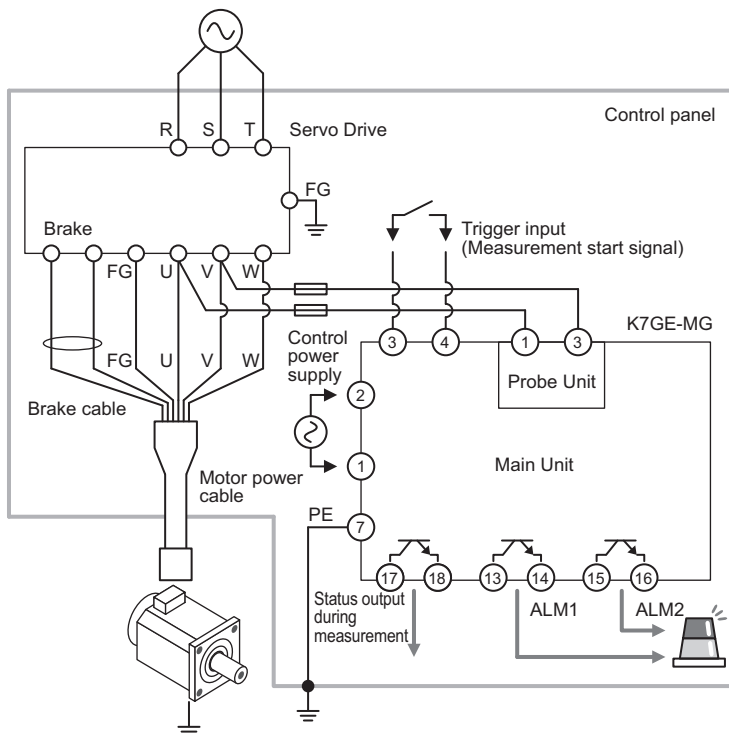 Control panel
R S T Servo Drive
FG
Brake
FG U V W
Trigger input
(Measurement start signal)
K7GE-MG
3 4 1 3
Control
power
supply
Probe Unit
FG U V W
2
Brake cable
Main Unit
1
Motor power
cable
PE 7
17 18 13 14 15 16
Status output
during
measurement
ALM1 ALM2